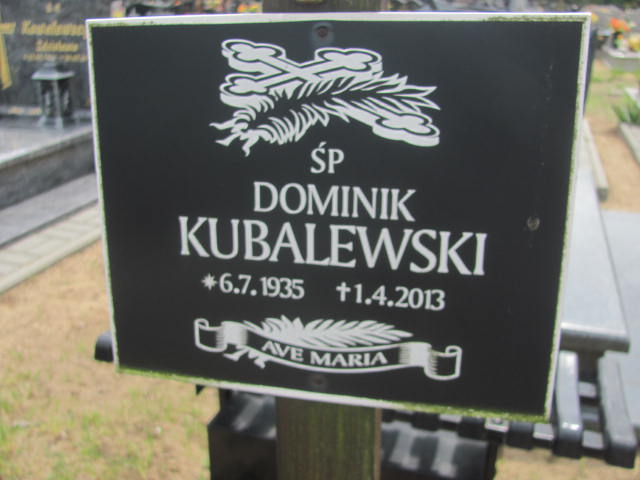 ŚP
DOMINIK
KUBALEWSKI
*6.7.1935 †1.4.2013
AVE MARIA